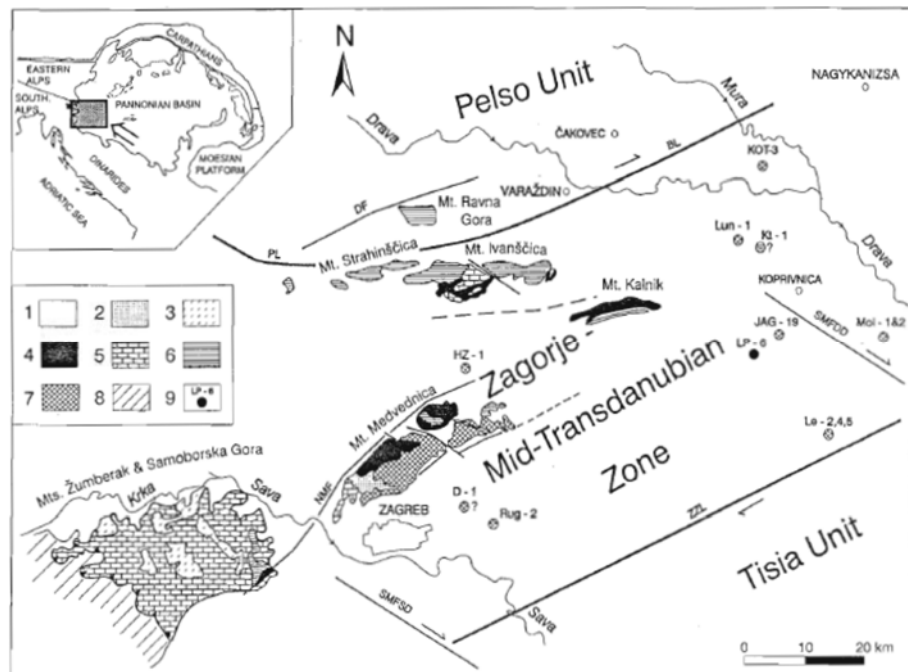 CARPATHIANS
EASTERN
ALPS
SOUTH.
ALPS
PANNONIAN BASIN
DINARIDES
ADRIATIC SEA
MOESIAN
PLATFORM
N
Pelso Unit
Mura
NAGYKANIZSA
Drava
ČAKOVEC
BL
KOT-3
VARAŽDIN
DF
Mt. Ravna
Gora
PL
Mt. Strahinščica
Mt. Ivanščica
Lun - 1
Kt - 1
?
Drava
Mt. Kalnik
KOPRIVNICA
SMFDD
Mol - 1&2
JAG - 19
LP - 6
1
2
3
4
5
6
7
8
9
LP - 6
HZ - 1
Zagorje
Mid-Transdanubian
Zone
Mt. Medvednica
Le - 2,4,5
Mts. Žumberak & Samoborska Gora
Krka
Sava
NMF
ZAGREB
D - 1
?
Rug - 2
ZZL
Tisia Unit
SMFSD
Sava
0 10 20 km